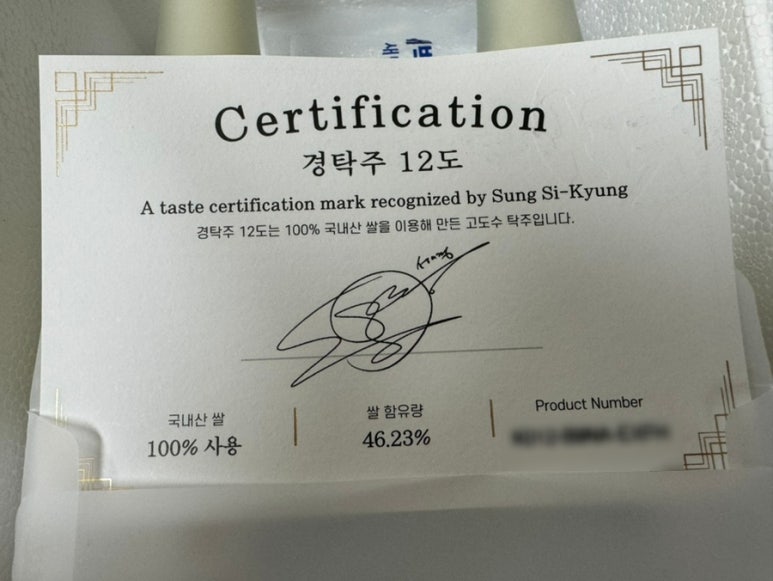 Certification
경탁주 12도
A taste certification mark recognized by Sung Si-Kyung
경탁주 12도는 100% 국내산 쌀을 이용해 만든 고도수 탁주입니다.
국내산 쌀
100% 사용
쌀 함유량
46.23%
Product Number